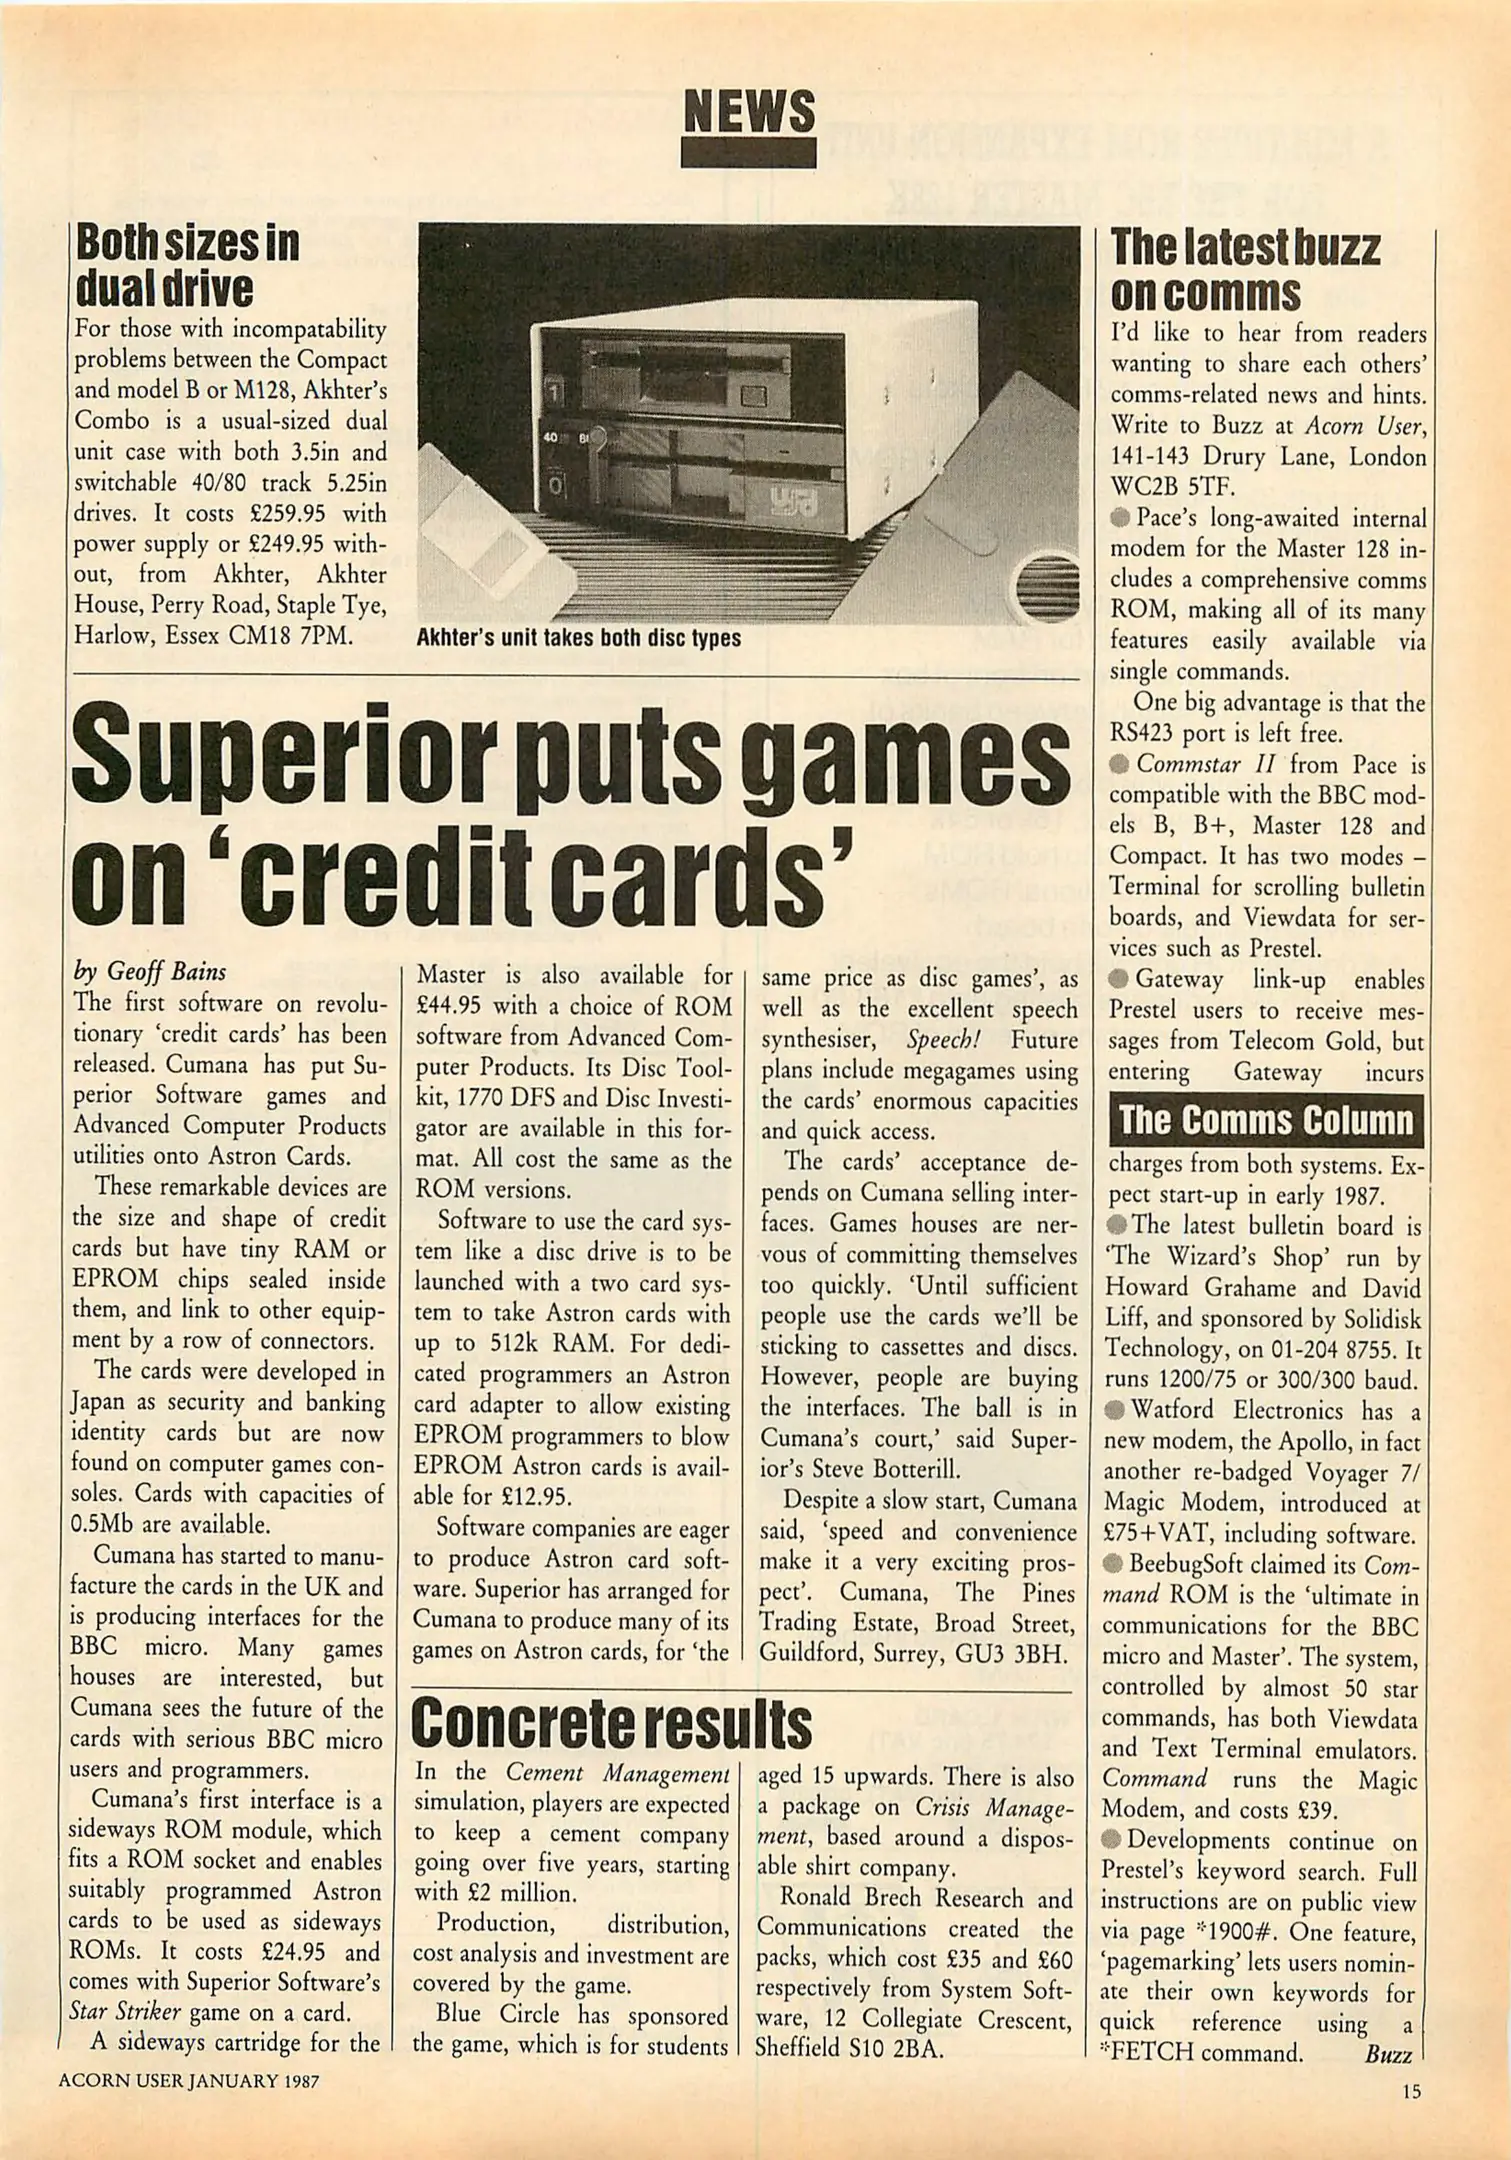 NEWS
Both sizes in
dual drive
For those with incompatability
problems between the Compact
and model B or M128, Akhter's
Combo is a usual-sized dual
unit case with both 3.5in and
switchable 40/80 track 5.25in
drives. It costs £259.95 with
power supply or £249.95 with-
out, from Akhter, Akhter
House, Perry Road, Staple Tye,
Harlow, Essex CM18 7PM.
1
40
0
Akhter's unit takes both disc types
Superior puts games
on 'credit cards'
by Geoff Bains
The first software on revolu-
tionary 'credit cards' has been
released. Cumana has put Su-
perior Software games and
Advanced Computer Products
utilities onto Astron Cards.
These remarkable devices are
the size and shape of credit
cards but have tiny RAM or
EPROM chips sealed inside
them, and link to other equip-
ment by a row of connectors.
The cards were developed in
Japan as security and banking
identity cards but are now
found on computer games con-
soles. Cards with capacities of
0.5Mb are available.
Cumana has started to manu-
facture the cards in the UK and
is producing interfaces for the
BBC micro. Many games
houses are interested, but
Cumana sees the future of the
cards with serious BBC micro
users and programmers.
Cumana's first interface is a
sideways ROM module, which
fits a ROM socket and enables
suitably programmed Astron
cards to be used as sideways
ROMs. It costs £24.95 and
comes with Superior Software's
Star Striker game on a card.
A sideways cartridge for the
Master is also available for
£44.95 with a choice of ROM
software from Advanced Com-
puter Products. Its Disc Tool-
kit, 1770 DFS and Disc Investi-
gator are available in this for-
mat. All cost the same as the
ROM versions.
Software to use the card sys-
tem like a disc drive is to be
launched with a two card sys-
tem to take Astron cards with
up to 512k RAM. For dedi-
cated programmers an Astron
card adapter to allow existing
EPROM programmers to blow
EPROM Astron cards is avail-
able for £12.95.
Software companies are eager
to produce Astron card soft-
ware. Superior has arranged for
Cumana to produce many of its
games on Astron cards, for 'the
same price as disc games', as
well as the excellent speech
synthesiser, Speech! Future
plans include megagames using
the cards' enormous capacities
and quick access.
The cards' acceptance de-
pends on Cumana selling inter-
faces. Games houses are ner-
vous of committing themselves
too quickly. 'Until sufficient
people use the cards we'll be
sticking to cassettes and discs.
However, people are buying
the interfaces. The ball is in
Cumana's court,' said Super-
ior's Steve Botterill.
Despite a slow start, Cumana
said, 'speed and convenience
make it a very exciting pros-
pect'. Cumana, The Pines
Trading Estate, Broad Street,
Guildford, Surrey, GU3 3BH.
Concrete results
In the Cement Management
simulation, players are expected
to keep a cement company
going over five years, starting
with £2 million.
Production, distribution,
cost analysis and investment are
covered by the game.
Blue Circle has sponsored
the game, which is for students
aged 15 upwards. There is also
a package on Crisis Manage-
ment, based around a dispos-
able shirt company.
Ronald Brech Research and
Communications created the
packs, which cost £35 and £60
respectively from System Soft-
ware, 12 Collegiate Crescent,
Sheffield S10 2BA.
The latest buzz
on comms
I'd like to hear from readers
wanting to share each others'
comms-related news and hints.
Write to Buzz at Acorn User,
141-143 Drury Lane, London
WC2B 5TF.
● Pace's long-awaited internal
modem for the Master 128 in-
cludes a comprehensive comms
ROM, making all of its many
features easily available via
single commands.
One big advantage is that the
RS423 port is left free.
● Commstar II from Pace is
compatible with the BBC mod-
els B, B+, Master 128 and
Compact. It has two modes –
Terminal for scrolling bulletin
boards, and Viewdata for ser-
vices such as Prestel.
● Gateway link-up enables
Prestel users to receive mes-
sages from Telecom Gold, but
entering Gateway incurs
The Comms Column
charges from both systems. Ex-
pect start-up in early 1987.
● The latest bulletin board is
'The Wizard's Shop' run by
Howard Grahame and David
Liff, and sponsored by Solidisk
Technology, on 01-204 8755. It
runs 1200/75 or 300/300 baud.
● Watford Electronics has a
new modem, the Apollo, in fact
another re-badged Voyager 7/
Magic Modem, introduced at
£75+VAT, including software.
● BeebugSoft claimed its Com-
mand ROM is the 'ultimate in
communications for the BBC
micro and Master'. The system,
controlled by almost 50 star
commands, has both Viewdata
and Text Terminal emulators.
Command runs the Magic
Modem, and costs £39.
● Developments continue on
Prestel's keyword search. Full
instructions are on public view
via page *1900#. One feature,
'pagemarking' lets users nomin-
ate their own keywords for
quick reference using a
*FETCH command. Buzz
ACORN USER JANUARY 1987
15